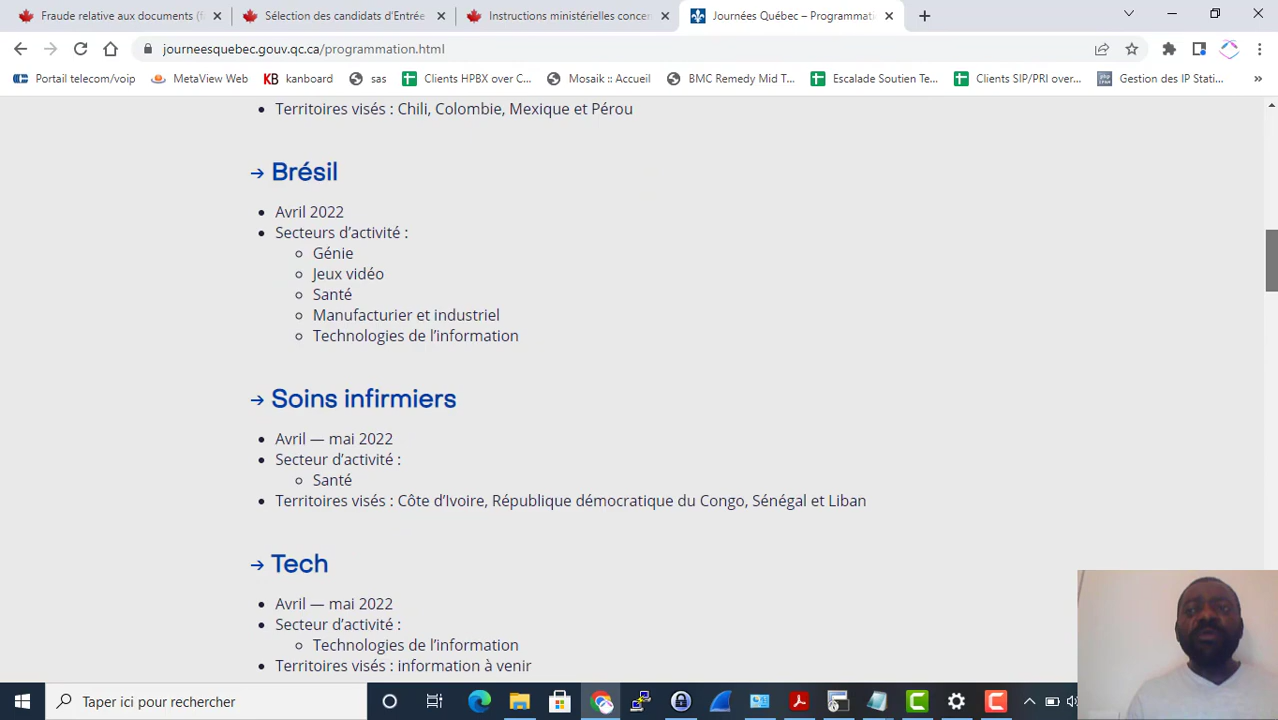 Fraude relative aux documents (f
Sélection des candidats d'Entrée
Instructions ministérielles concer
Journées Québec – Programmati
journeesquebec.gouv.qc.ca/programmation.html
Portail telecom/voip
MetaView Web
KB kanboard
sas
Clients HPBX over C...
Mosaik :: Accueil
BMC Remedy Mid T...
Escalade Soutien Te...
Clients SIP/PRI over...
Gestion des IP Stati...
»
• Territoires visés : Chili, Colombie, Mexique et Pérou
→ Brésil
• Avril 2022
• Secteurs d'activité :
○ Génie
○ Jeux vidéo
○ Santé
○ Manufacturier et industriel
○ Technologies de l'information
→ Soins infirmiers
• Avril — mai 2022
• Secteur d'activité :
○ Santé
• Territoires visés : Côte d'Ivoire, République démocratique du Congo, Sénégal et Liban
→ Tech
• Avril — mai 2022
• Secteur d'activité :
○ Technologies de l'information
• Territoires visés : information à venir
Taper ici pour rechercher